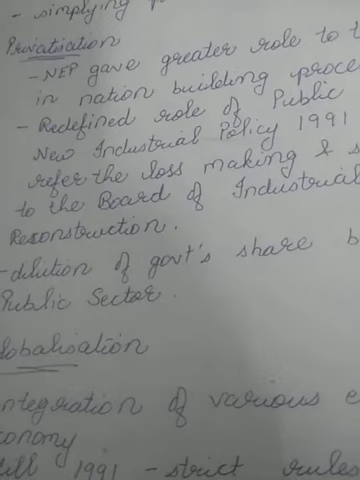 - simplying
Privatisation
- NEP gave greater role to
in nation building
- Redefined role of Public
New Industrial Policy 1991
refer the loss making &
to the Board of Industrial
Reconstruction.
- dilution of govt's share
Public Sector.
lobalisation
ntegration of various
conomy
ill 1991 - strict rules